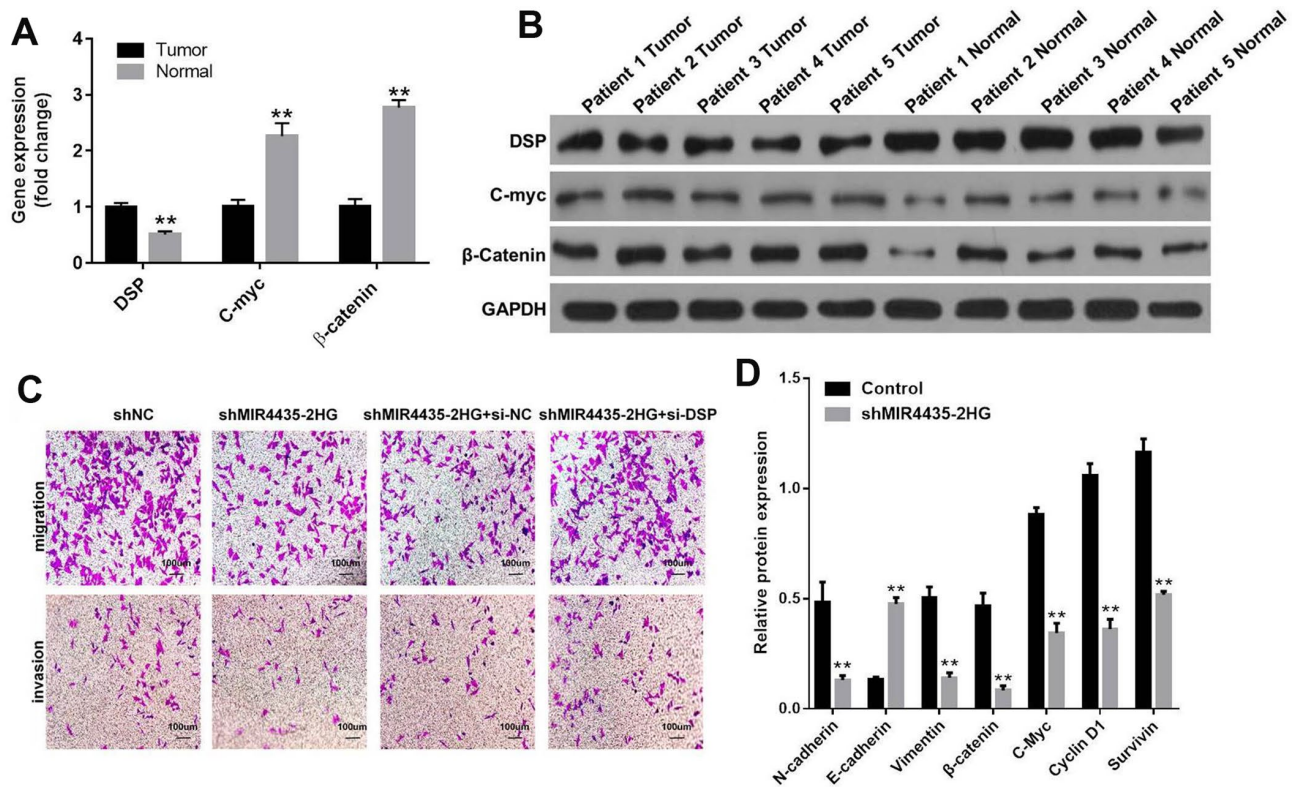 A
Gene expression
(fold change)
4
3
2
1
0
Tumor
Normal
**
**
**
DSP
C-myc
β-catenin
B
Patient 1 Tumor
Patient 2 Tumor
Patient 3 Tumor
Patient 4 Tumor
Patient 5 Tumor
Patient 1 Normal
Patient 2 Normal
Patient 3 Normal
Patient 4 Normal
Patient 5 Normal
DSP
C-myc
β-Catenin
GAPDH
C
shNC
shMIR4435-2HG
shMIR4435-2HG+si-NC
shMIR4435-2HG+si-DSP
migration
100um
100um
100um
100um
invasion
100um
100um
100um
100um
D
Relative protein expression
1.5
1.0
0.5
0.0
Control
shMIR4435-2HG
**
**
**
**
**
**
**
N-cadherin
E-cadherin
Vimentin
β-catenin
C-Myc
Cyclin D1
Survivin